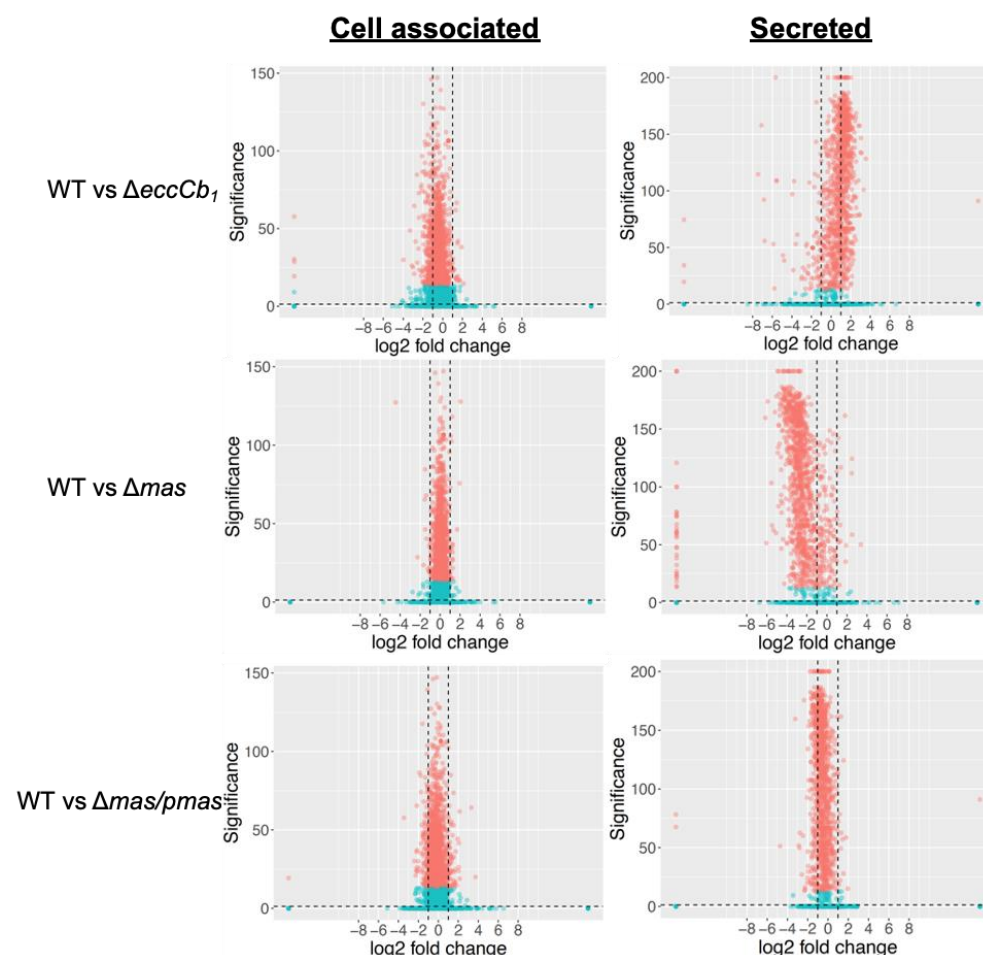 Cell associated
Secreted
WT vs ΔeccCb₁
Significance
150
100
50
0
−8 −6 −4 −2 0 2 4 6 8
log2 fold change
Significance
200
150
100
50
0
−8 −6 −4 −2 0 2 4 6 8
log2 fold change
WT vs Δmas
Significance
150
100
50
0
−8 −6 −4 −2 0 2 4 6 8
log2 fold change
Significance
200
150
100
50
0
−8 −6 −4 −2 0 2 4 6 8
log2 fold change
WT vs Δmas/pmas
Significance
150
100
50
0
−8 −6 −4 −2 0 2 4 6 8
log2 fold change
Significance
200
150
100
50
0
−8 −6 −4 −2 0 2 4 6 8
log2 fold change